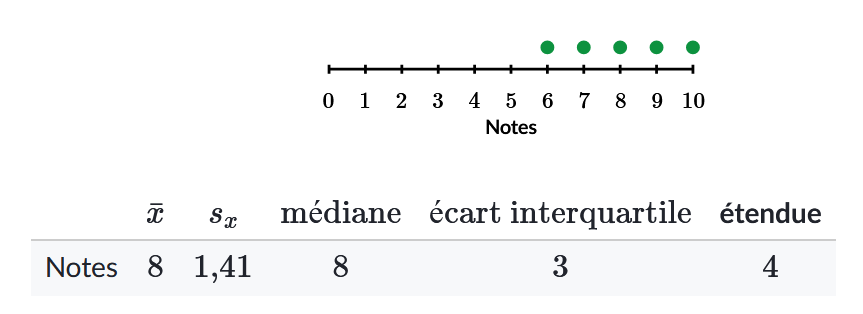 0 1 2 3 4 5 6 7 8 9 10
Notes
x̄ sₓ médiane écart interquartile étendue
Notes 8 1,41 8 3 4